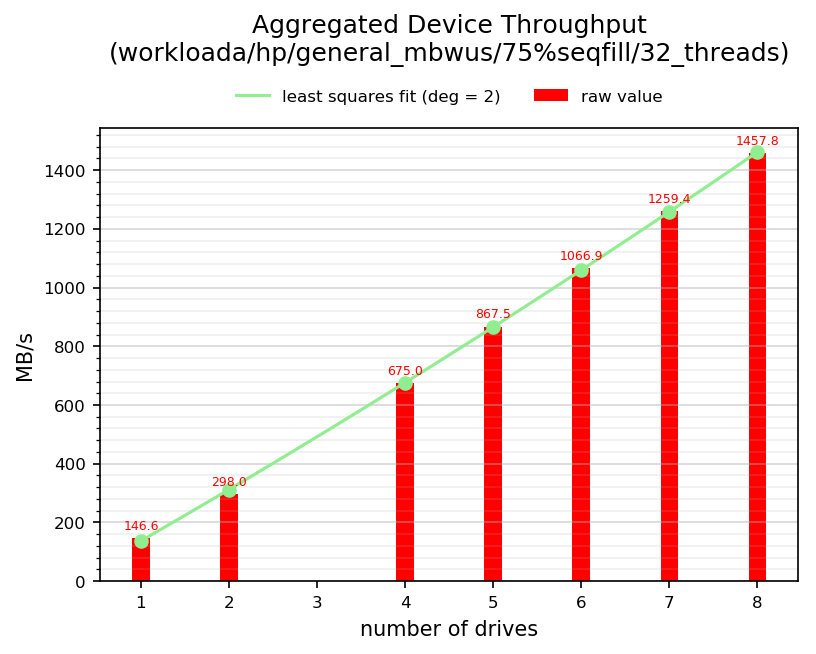 Aggregated Device Throughput
(workloada/hp/general_mbwus/75%seqfill/32_threads)
least squares fit (deg = 2)
raw value
1457.8
1400
1259.4
1200
1066.9
1000
867.5
800
675.0
600
400
298.0
200
146.6
0
MB/s
1 2 3 4 5 6 7 8
number of drives